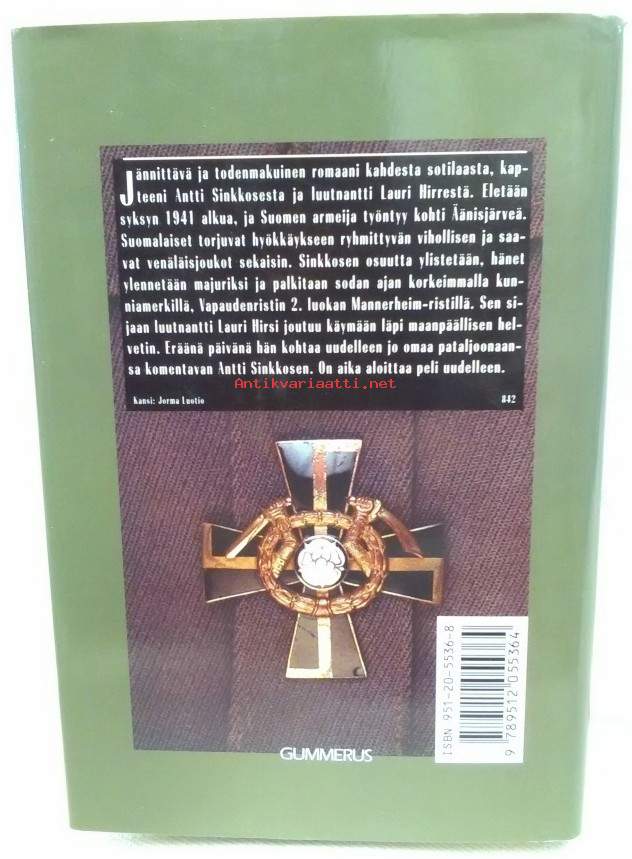 Jännittävä ja todenmakuinen romaani kahdesta sotilaasta, kap-
teeni Antti Sinkkosesta ja luutnantti Lauri Hirrestä. Eletään
syksyn 1941 alkua, ja Suomen armeija työntyy kohti Äänisjärveä.
Suomalaiset torjuvat hyökkäykseen ryhmittyvän vihollisen ja saa-
vat venäläisjoukot sekaisin. Sinkkosen osuutta ylistetään, hänet
ylennetään majuriksi ja palkitaan sodan ajan korkeimmalla kun-
niamerkillä, Vapaudenristin 2. luokan Mannerheim-ristillä. Sen si-
jaan luutnantti Lauri Hirsi joutuu käymään läpi maanpäällisen hel-
vetin. Eräänä päivänä hän kohtaa uudelleen jo omaa pataljoonaan-
sa komentavan Antti Sinkkosen. On aika aloittaa peli uudelleen.
Antikvariaatti.net
Kansi: Jorma Luotio 842
ISBN 951-20-5536-8
9 789512 055364
GUMMERUS